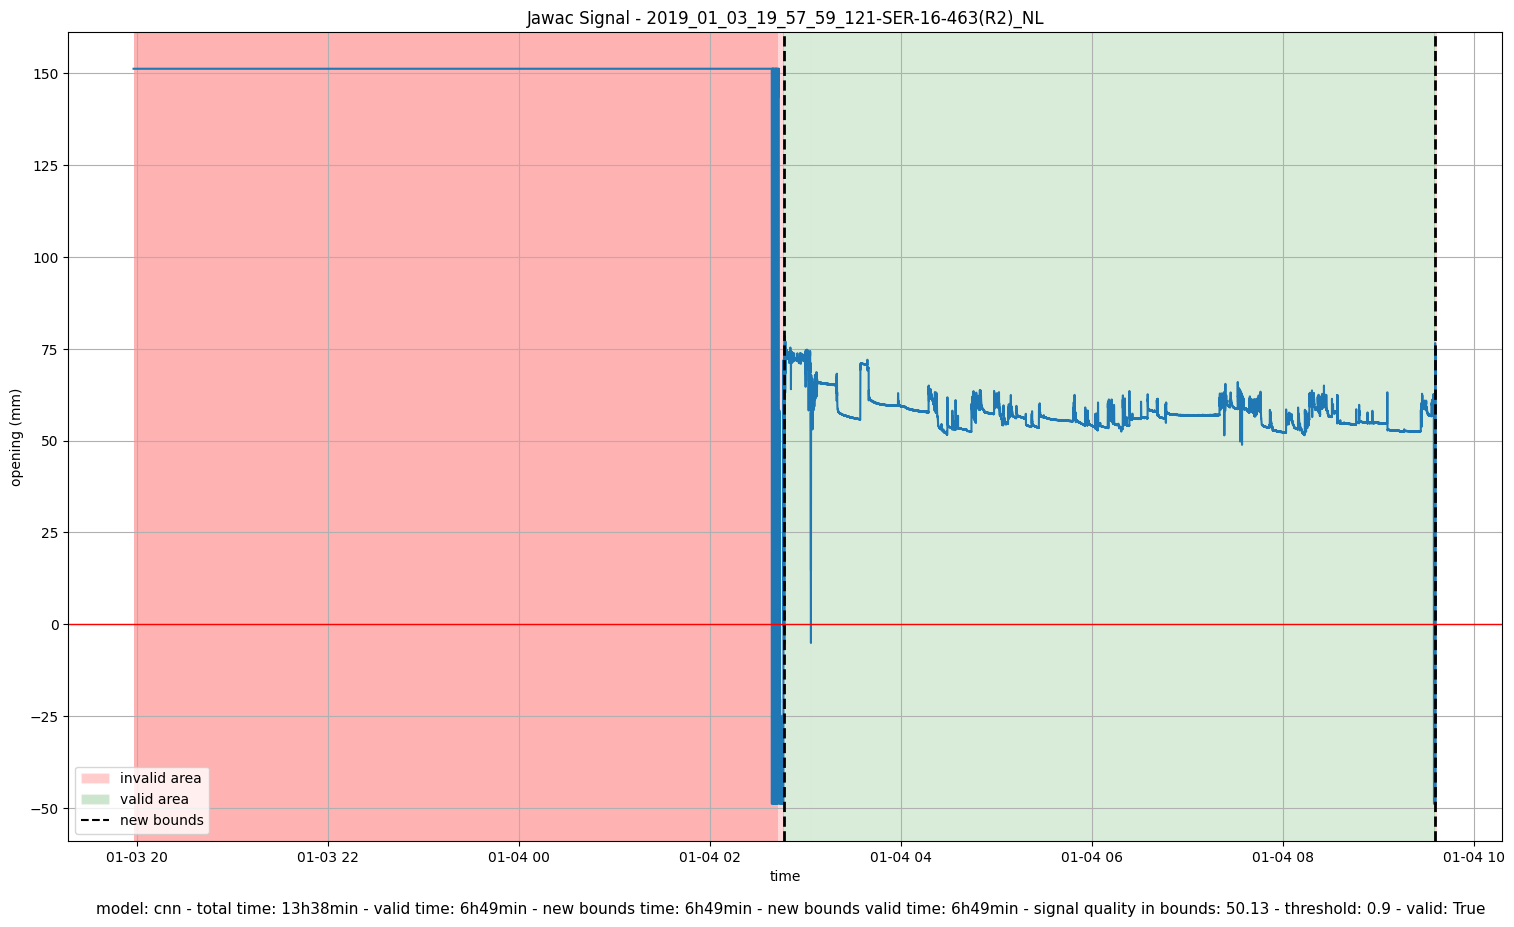 Jawac Signal - 2019_01_03_19_57_59_121-SER-16-463(R2)_NL
150
125
100
75
50
25
0
−25
−50
opening (mm)
invalid area
valid area
new bounds
01-03 20
01-03 22
01-04 00
01-04 02
01-04 04
01-04 06
01-04 08
01-04 10
time
model: cnn - total time: 13h38min - valid time: 6h49min - new bounds time: 6h49min - new bounds valid time: 6h49min - signal quality in bounds: 50.13 - threshold: 0.9 - valid: True